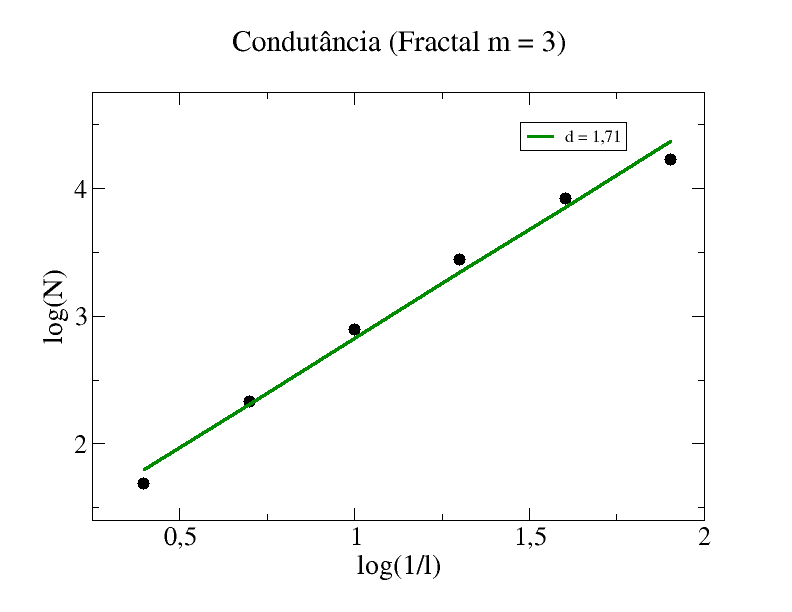 Condutância (Fractal m = 3)
d = 1,71
4
3
2
log(N)
0,5
1
1,5
2
log(1/l)